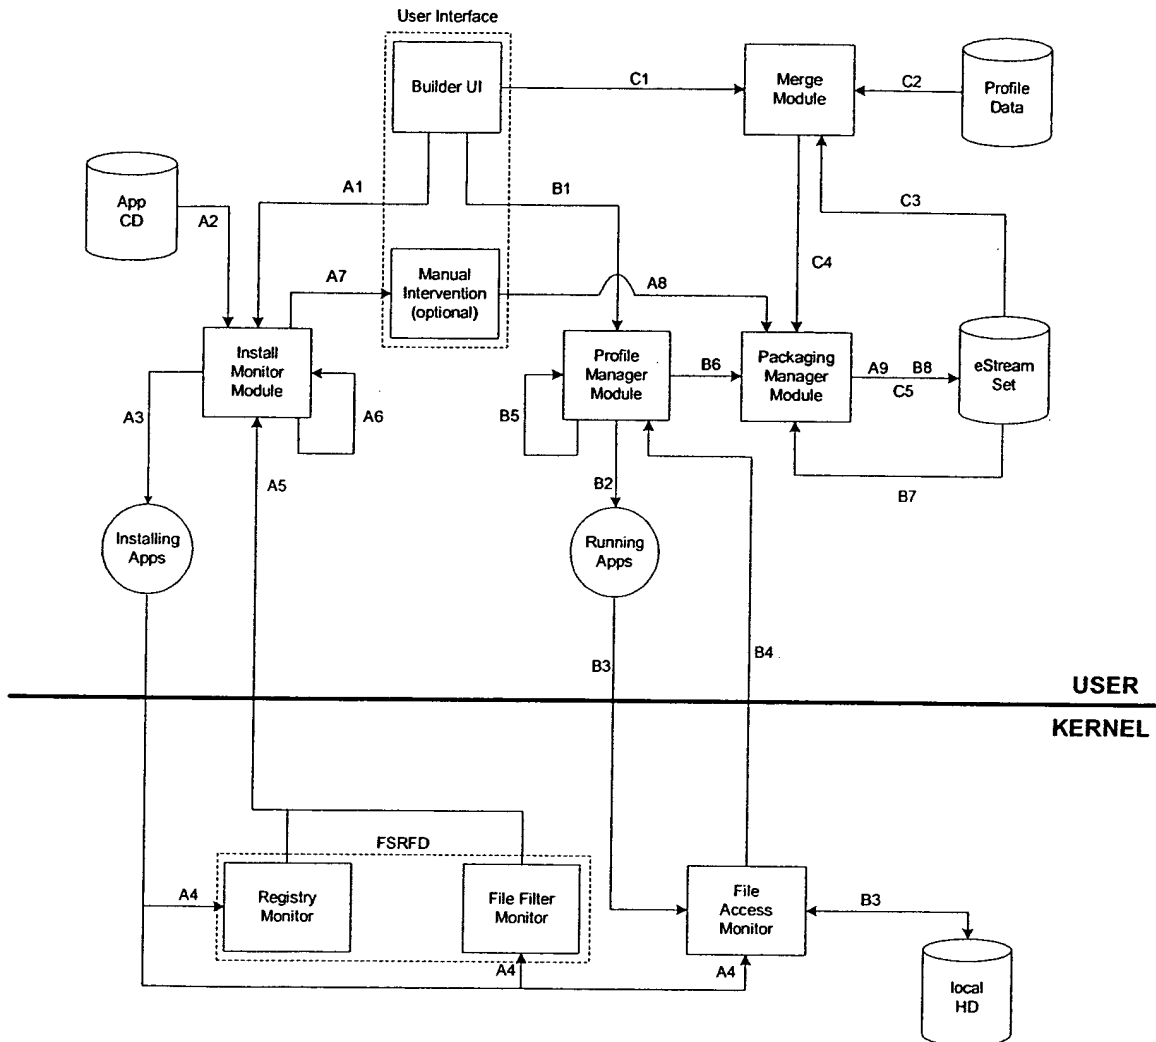 User Interface
Builder UI
C1
Merge
Module
C2
Profile
Data
App
CD
A2
A1
B1
C3
C4
A7
Manual
Intervention
(optional)
A8
Install
Monitor
Module
Profile
Manager
Module
B6
Packaging
Manager
Module
A9
B8
C5
eStream
Set
A3
A6
B5
A5
B2
B7
Installing
Apps
Running
Apps
B3
B4
USER
KERNEL
FSRFD
A4
Registry
Monitor
File Filter
Monitor
File
Access
Monitor
B3
A4
A4
local
HD